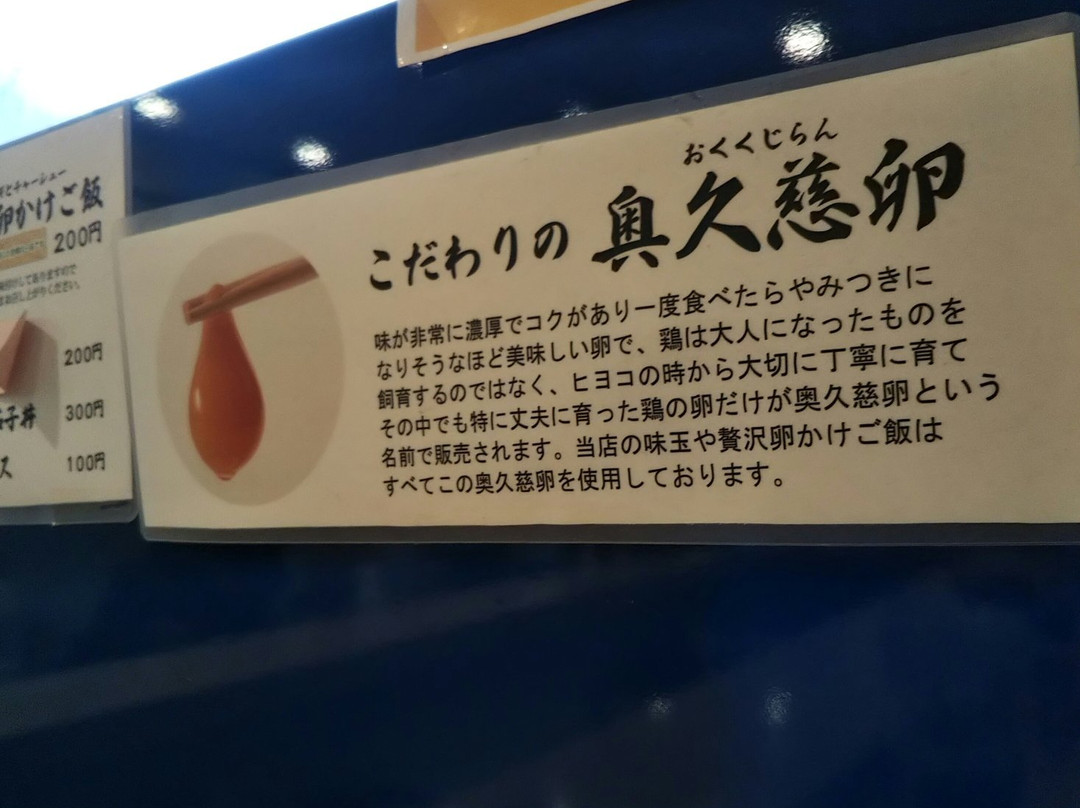 チャーシュー
卵かけご飯
200円
200円
子丼 300円
ス 100円
おくくじらん
こだわりの 奥久慈卵
味が非常に濃厚でコクがあり一度食べたらやみつきに
なりそうなほど美味しい卵で、鶏は大人になったものを
飼育するのではなく、ヒヨコの時から大切に丁寧に育て
その中でも特に丈夫に育った鶏の卵だけが奥久慈卵という
名前で販売されます。当店の味玉や贅沢卵かけご飯は
すべてこの奥久慈卵を使用しております。